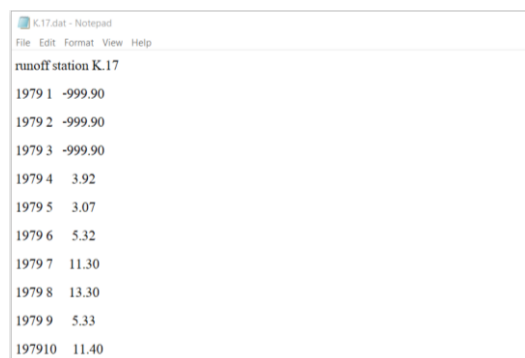 K.17.dat - Notepad
File Edit Format View Help
runoff station K.17
1979 1 -999.90
1979 2 -999.90
1979 3 -999.90
1979 4 3.92
1979 5 3.07
1979 6 5.32
1979 7 11.30
1979 8 13.30
1979 9 5.33
197910 11.40